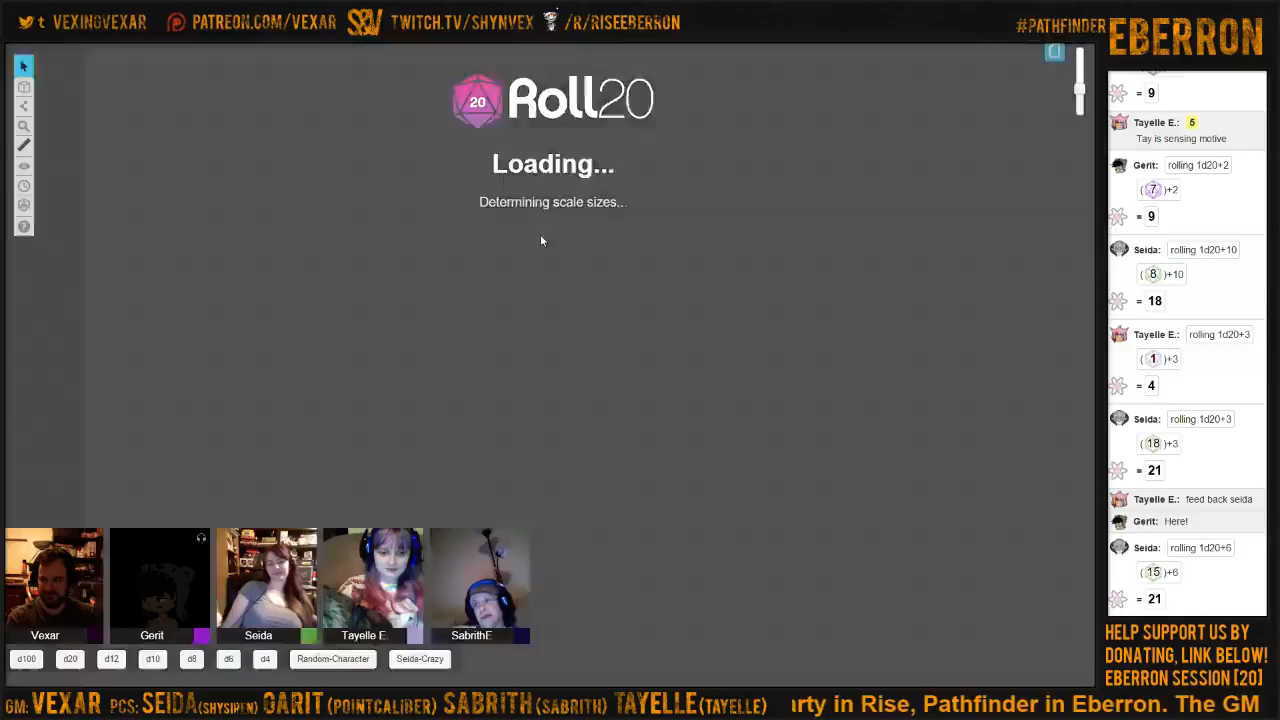 VEXINGVEXAR PATREON.COM/VEXAR SRV TWITCH.TV/SHYNVEX /R/RISEEBERRON
#PATHFINDER
EBERRON
20 Roll20
Loading...
Determining scale sizes...
= 9
Tayelle E.: 5
Tay is sensing motive
Gerit: rolling 1d20+2
(7)+2
= 9
Seida: rolling 1d20+10
(8)+10
= 18
Tayelle E.: rolling 1d20+3
(1)+3
= 4
Seida: rolling 1d20+3
(18)+3
= 21
Tayelle E.: feed back seida
Gerit: Here!
Seida: rolling 1d20+6
(15)+6
= 21
Vexar Gerit Seida Tayelle E. SabrithE
d100 d20 d12 d10 d8 d6 d4 Random-Character Seida-Crazy
HELP SUPPORT US BY
DONATING, LINK BELOW!
EBERRON SESSION [20]
GM: VEXAR PCS: SEIDA(SHYSIREN) GARIT (POINTCALIBER) SABRITH (SABRITH) TAYELLE(TAYELLE) arty in Rise, Pathfinder in Eberron. The GM